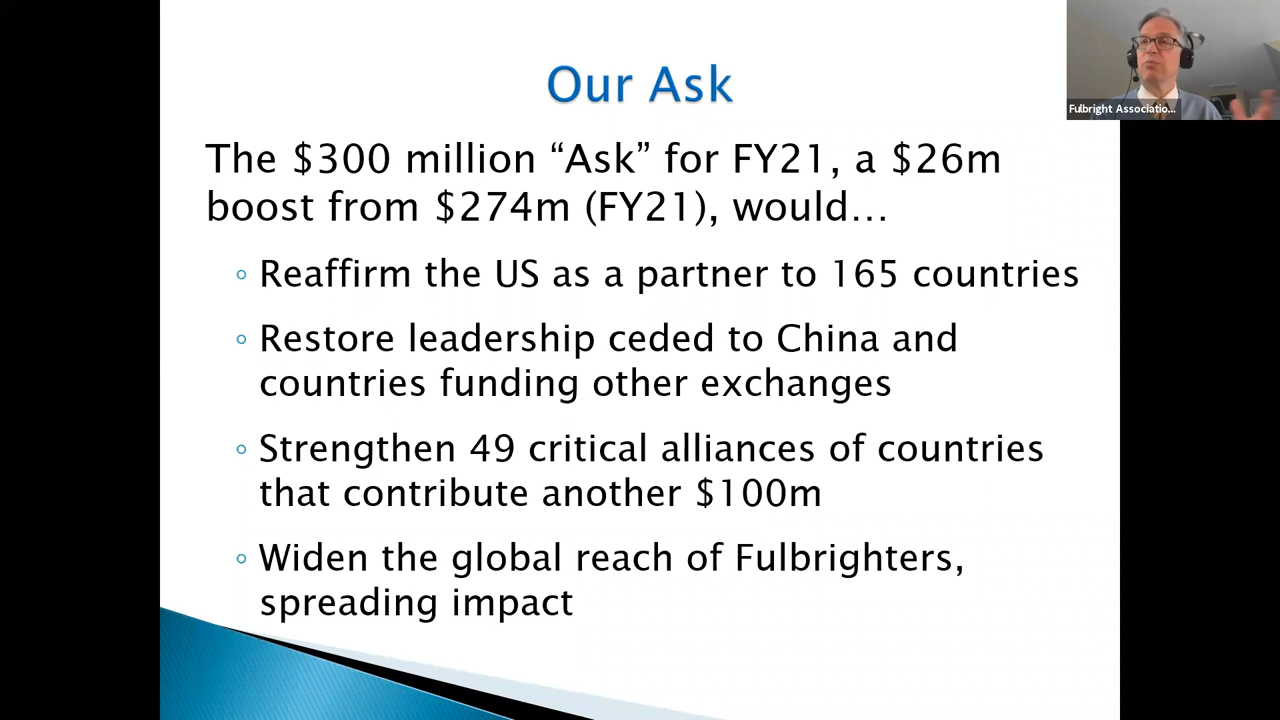 Our Ask
Fulbright Associatio...
The $300 million “Ask” for FY21, a $26m
boost from $274m (FY21), would…
◦ Reaffirm the US as a partner to 165 countries
◦ Restore leadership ceded to China and
countries funding other exchanges
◦ Strengthen 49 critical alliances of countries
that contribute another $100m
◦ Widen the global reach of Fulbrighters,
spreading impact